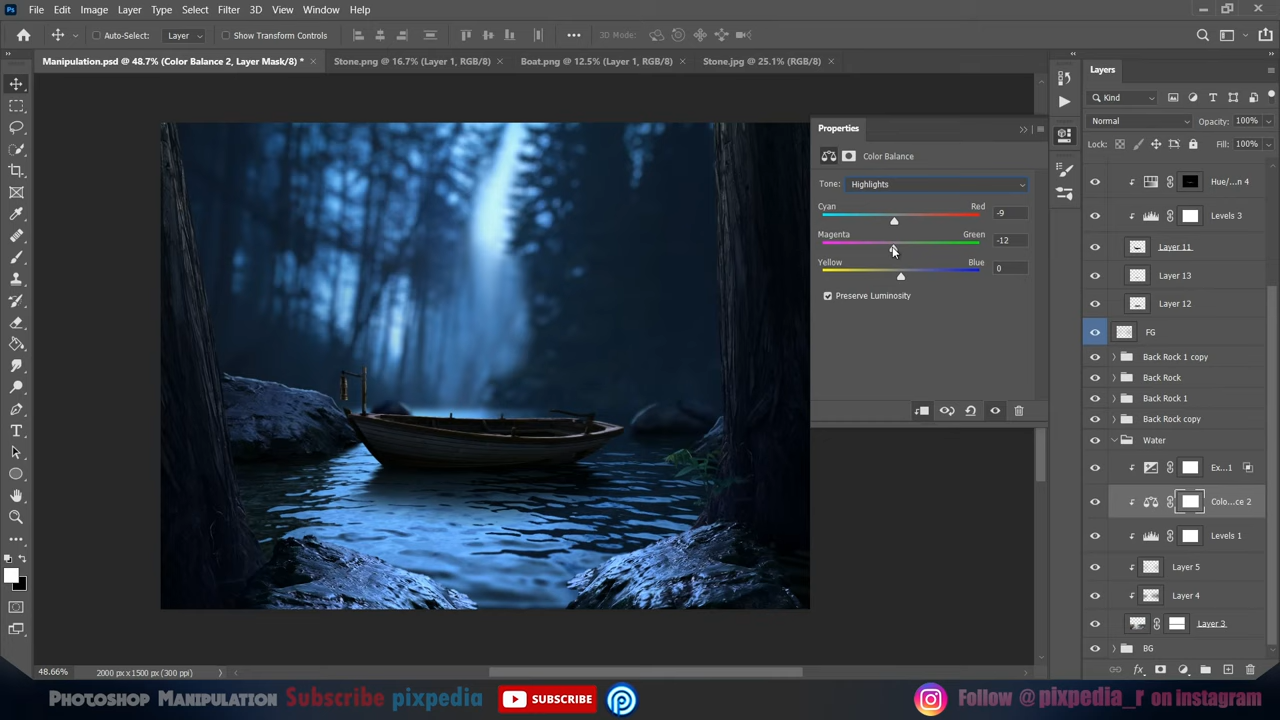 Ps File Edit Image Layer Type Select Filter 3D View Window Help
Auto-Select: Layer Show Transform Controls 3D Mode:
Manipulation.psd @ 48.7% (Color Balance 2, Layer Mask/8) * Stone.png @ 16.7% (Layer 1, RGB/8) Boat.png @ 12.5% (Layer 1, RGB/8) Stone.jpg @ 25.1% (RGB/8)
Layers
Kind
Normal Opacity: 100%
Lock: Fill: 100%
Properties
Color Balance
Tone: Highlights
Cyan Red -9
Magenta Green -12
Yellow Blue 0
Preserve Luminosity
Hue/...n 4
Levels 3
Layer 11
Layer 13
Layer 12
FG
Back Rock 1 copy
Back Rock
Back Rock 1
Back Rock copy
Water
Ex...1
Colo...ce 2
Levels 1
Layer 5
Layer 4
Layer 3
BG
48.66% 2000 px x 1500 px (300 ppi)
Photoshop Manipulation Subscribe pixpedia SUBSCRIBE Follow @pixpedia_r on instagram